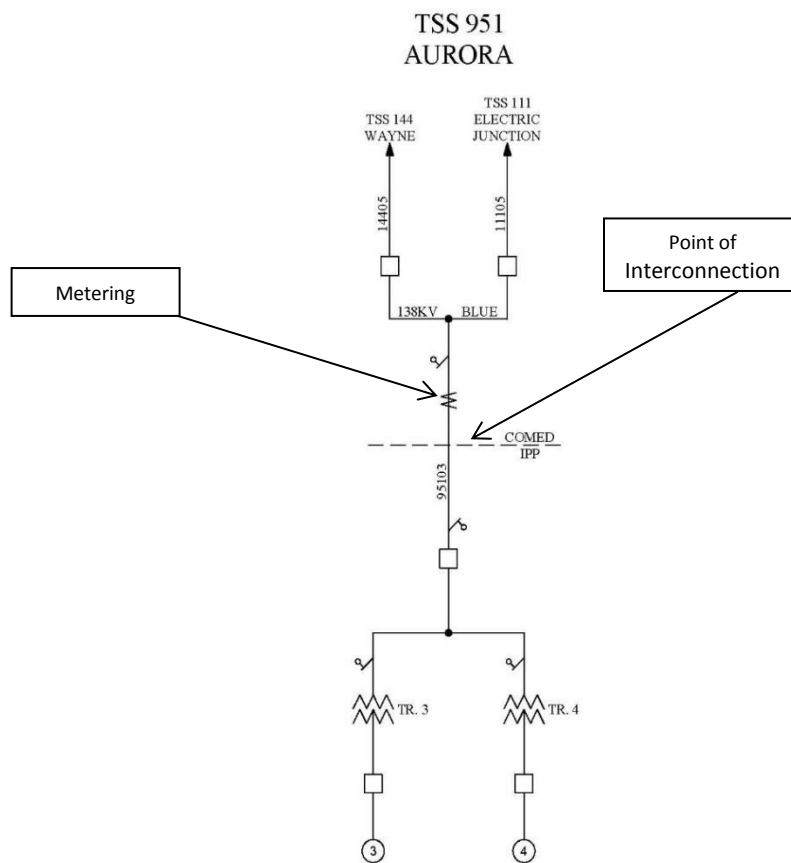 TSS 951
AURORA
TSS 144
WAYNE
TSS 111
ELECTRIC
JUNCTION
14405
11105
Point of
Interconnection
Metering
138KV
BLUE
COMED
IPP
95103
TR. 3
TR. 4
3
4